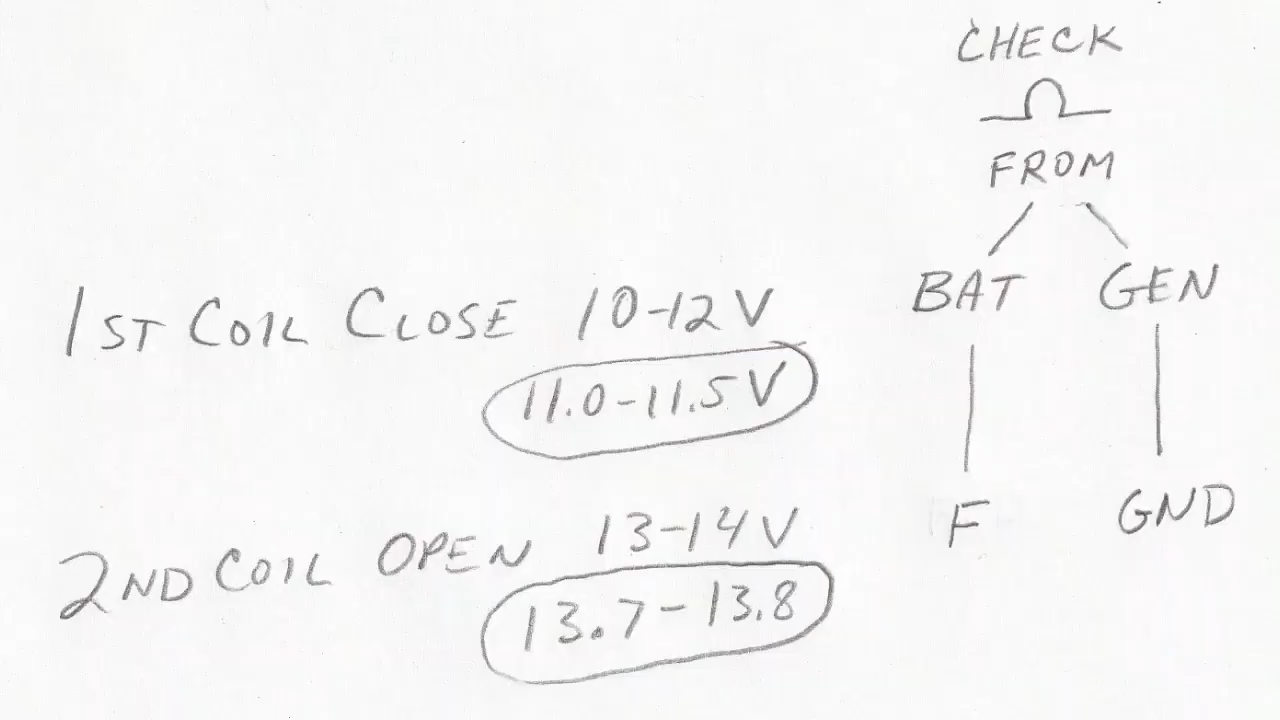 CHECK
Ω
FROM
BAT GEN
F GND
1ST COIL CLOSE 10-12V
11.0-11.5V
2ND COIL OPEN 13-14V
13.7-13.8